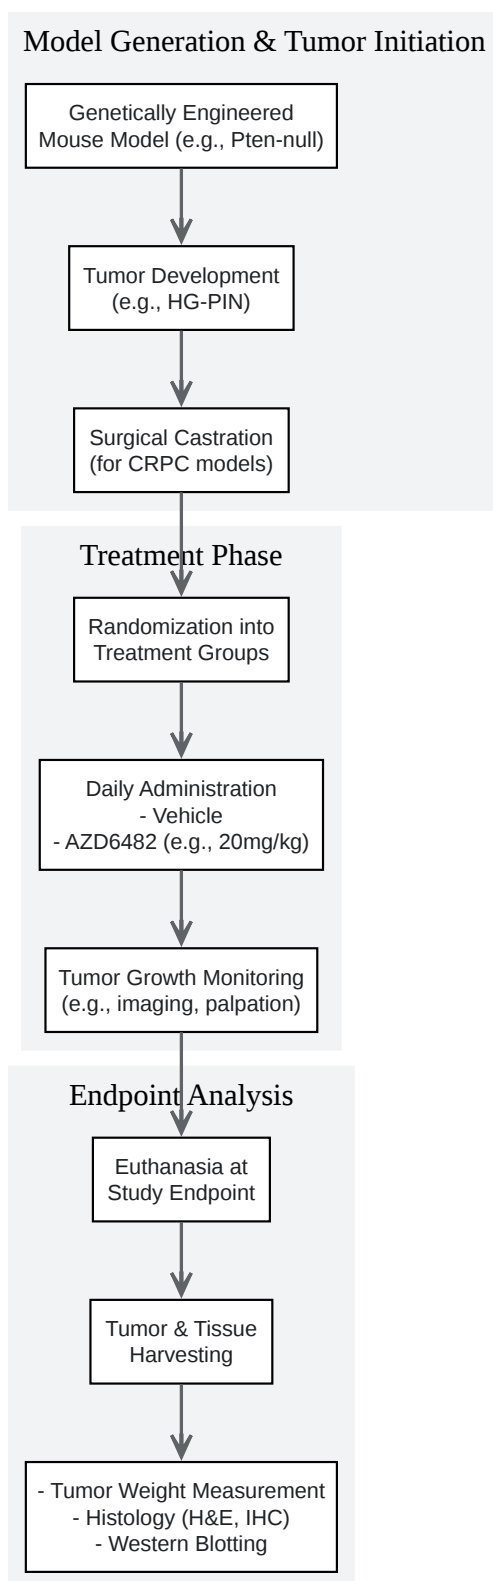 Model Generation & Tumor Initiation
Genetically Engineered
Mouse Model (e.g., Pten-null)
Tumor Development
(e.g., HG-PIN)
Surgical Castration
(for CRPC models)
Treatment Phase
Randomization into
Treatment Groups
Daily Administration
- Vehicle
- AZD6482 (e.g., 20mg/kg)
Tumor Growth Monitoring
(e.g., imaging, palpation)
Endpoint Analysis
Euthanasia at
Study Endpoint
Tumor & Tissue
Harvesting
- Tumor Weight Measurement
- Histology (H&E, IHC)
- Western Blotting